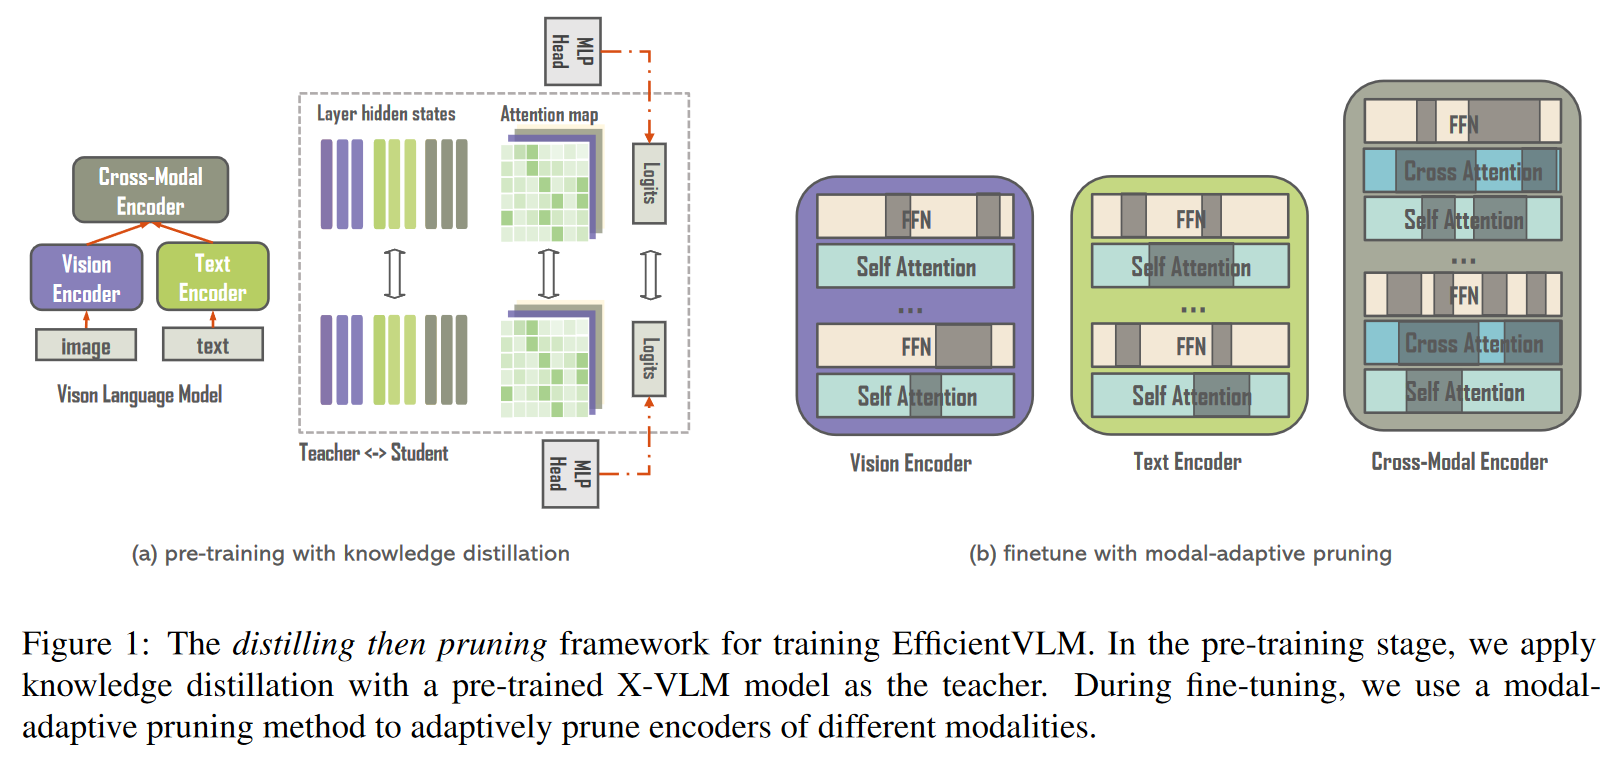 Cross-Modal
Encoder
Vision
Encoder
Text
Encoder
image
text
Vison Language Model
MLP
Head
Layer hidden states
Attention map
Logits
Logits
Teacher <-> Student
MLP
Head
(a) pre-training with knowledge distillation
FFN
Self Attention
...
FFN
Self Attention
Vision Encoder
FFN
Self Attention
...
FFN
Self Attention
Text Encoder
FFN
Cross Attention
Self Attention
...
FFN
Cross Attention
Self Attention
Cross-Modal Encoder
(b) finetune with modal-adaptive pruning
Figure 1: The distilling then pruning framework for training EfficientVLM. In the pre-training stage, we apply
knowledge distillation with a pre-trained X-VLM model as the teacher. During fine-tuning, we use a modal-
adaptive pruning method to adaptively prune encoders of different modalities.